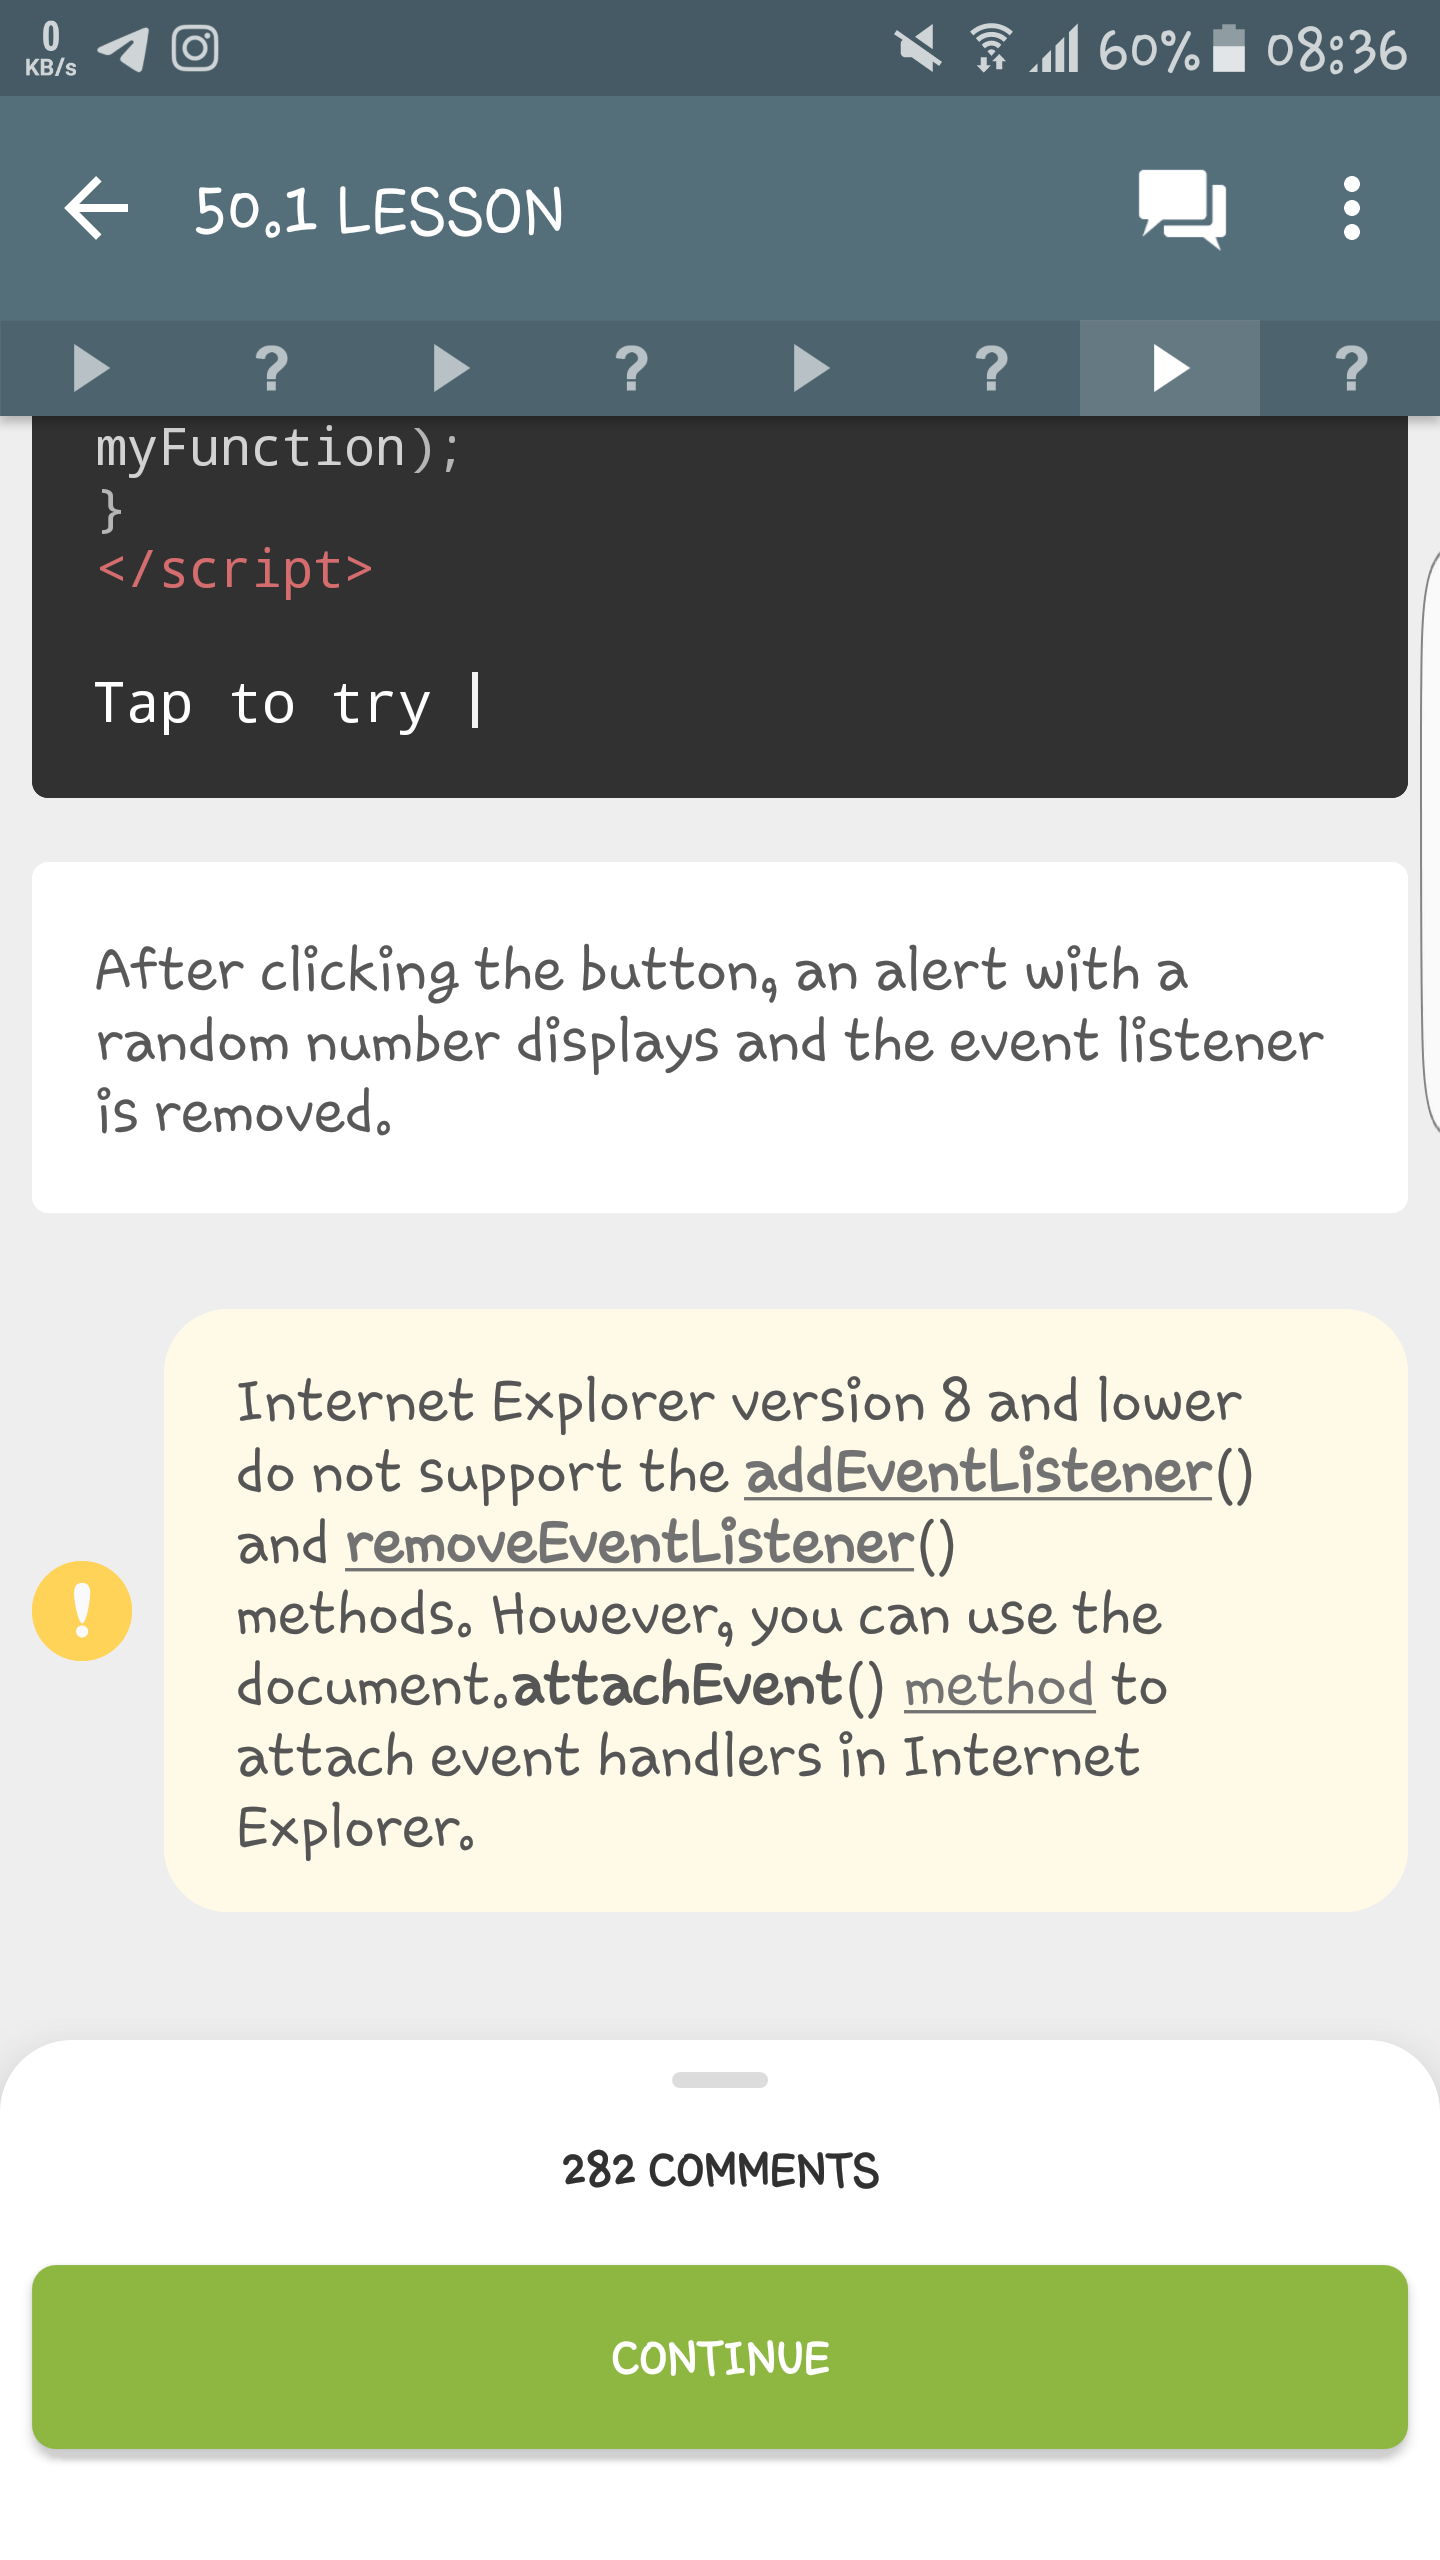 0
KB/s
60%
08:36
50.1 LESSON
? ? ? ?
myFunction);
}
</script>
Tap to try |
After clicking the button, an alert with a
random number displays and the event listener
is removed.
!
Internet Explorer version 8 and lower
do not support the addEventListener()
and removeEventListener()
methods. However, you can use the
document.attachEvent() method to
attach event handlers in Internet
Explorer.
282 COMMENTS
CONTINUE